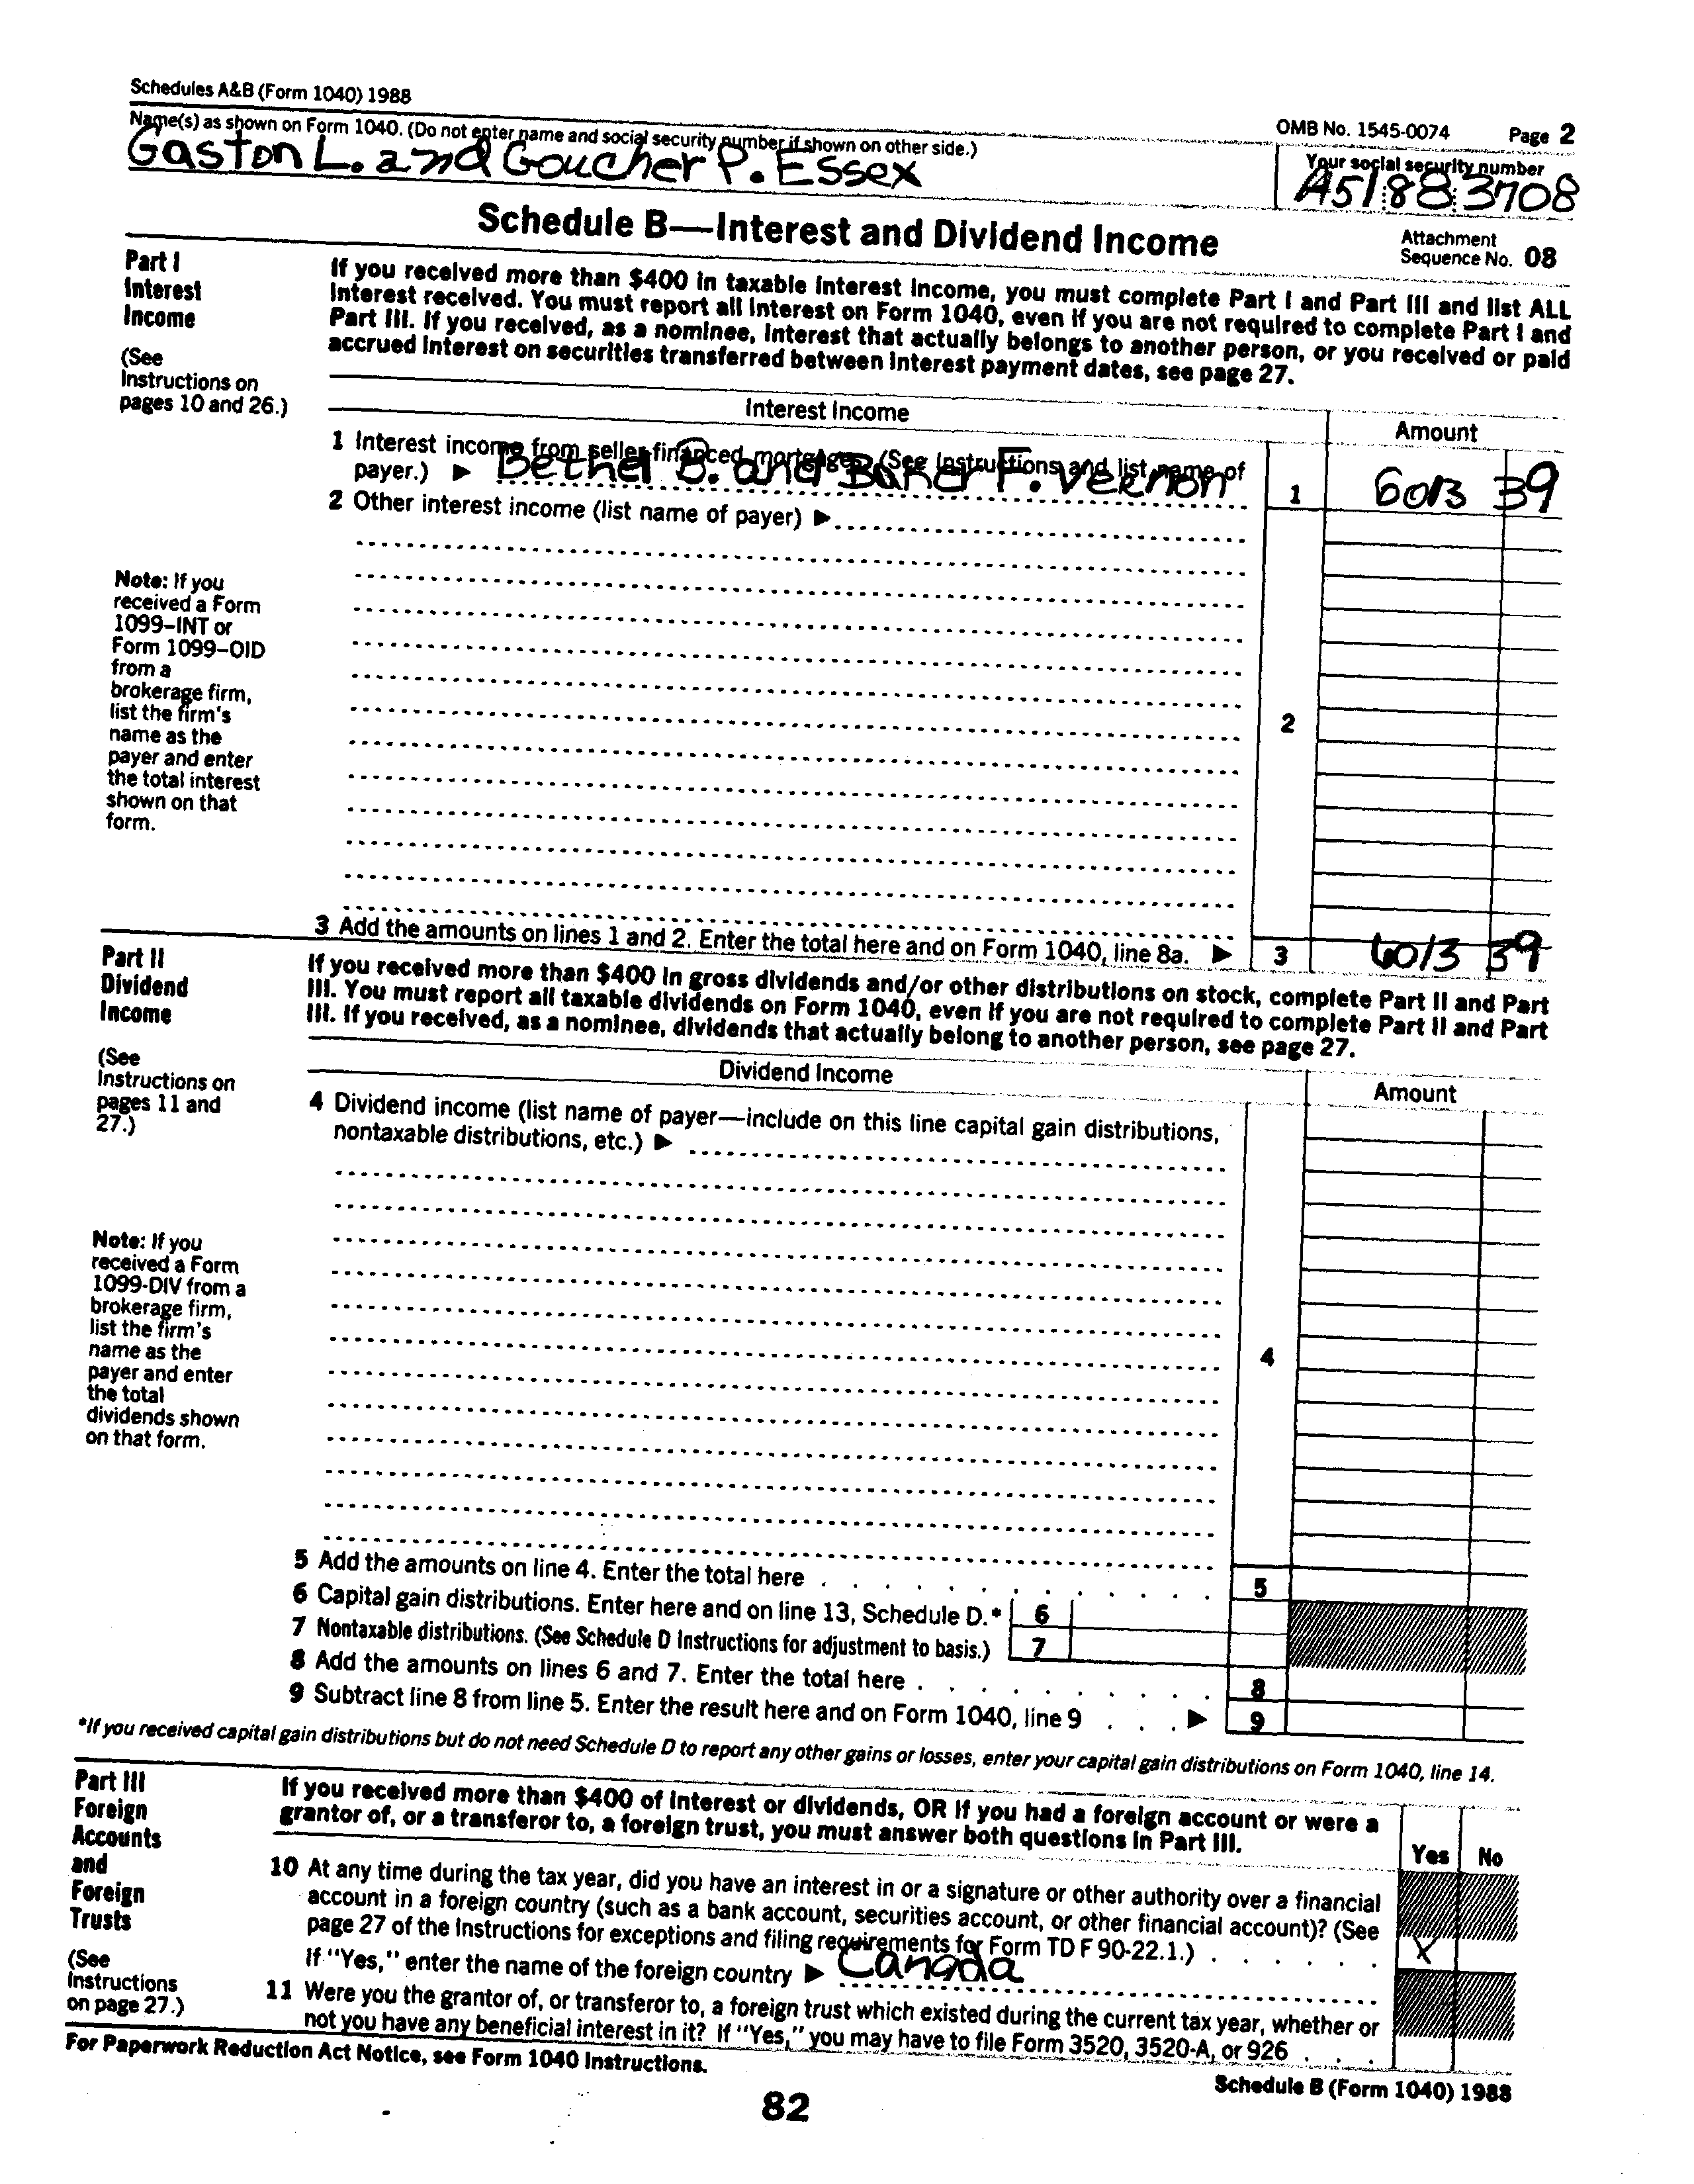 Schedules A&B (Form 1040) 1988
OMB No. 1545-0074 Page 2
Name(s) as shown on Form 1040. (Do not enter name and social security number if shown on other side.)
Your social security number
Gaston L. and Goucher P. Essex
A51 88 3708
Schedule B—Interest and Dividend Income
Attachment
Sequence No. 08
Part I
Interest
Income
(See
Instructions on
pages 10 and 26.)
If you received more than $400 in taxable interest income, you must complete Part I and Part III and list ALL
interest received. You must report all interest on Form 1040, even if you are not required to complete Part I and
Part III. If you received, as a nominee, interest that actually belongs to another person, or you received or paid
accrued interest on securities transferred between interest payment dates, see page 27.
Interest Income
Amount
1 Interest income from seller-financed mortgages. (See Instructions and list name of
payer.) ▶ Bethel B. and Baker F. Vernon
1 6013 39
2 Other interest income (list name of payer) ▶
Note: If you
received a Form
1099–INT or
Form 1099–OID
from a
brokerage firm,
list the firm's
name as the
payer and enter
the total interest
shown on that
form.
2
3 Add the amounts on lines 1 and 2. Enter the total here and on Form 1040, line 8a. ▶ 3 6013 39
Part II
Dividend
Income
(See
Instructions on
pages 11 and
27.)
If you received more than $400 in gross dividends and/or other distributions on stock, complete Part II and Part
III. You must report all taxable dividends on Form 1040, even if you are not required to complete Part II and Part
III. If you received, as a nominee, dividends that actually belong to another person, see page 27.
Dividend Income
Amount
4 Dividend income (list name of payer—include on this line capital gain distributions,
nontaxable distributions, etc.) ▶
Note: If you
received a Form
1099-DIV from a
brokerage firm,
list the firm's
name as the
payer and enter
the total
dividends shown
on that form.
4
5 Add the amounts on line 4. Enter the total here . . . . 5
6 Capital gain distributions. Enter here and on line 13, Schedule D.* 6
7 Nontaxable distributions. (See Schedule D Instructions for adjustment to basis.) 7
8 Add the amounts on lines 6 and 7. Enter the total here . . . . 8
9 Subtract line 8 from line 5. Enter the result here and on Form 1040, line 9 . . . ▶ 9
*If you received capital gain distributions but do not need Schedule D to report any other gains or losses, enter your capital gain distributions on Form 1040, line 14.
Part III
Foreign
Accounts
and
Foreign
Trusts
(See
Instructions
on page 27.)
If you received more than $400 of interest or dividends, OR if you had a foreign account or were a
grantor of, or a transferor to, a foreign trust, you must answer both questions in Part III.
Yes No
10 At any time during the tax year, did you have an interest in or a signature or other authority over a financial
account in a foreign country (such as a bank account, securities account, or other financial account)? (See
page 27 of the Instructions for exceptions and filing requirements for Form TD F 90-22.1.) . . . . . X
If "Yes," enter the name of the foreign country ▶ Canada
11 Were you the grantor of, or transferor to, a foreign trust which existed during the current tax year, whether or
not you have any beneficial interest in it? If "Yes," you may have to file Form 3520, 3520-A, or 926 . . .
For Paperwork Reduction Act Notice, see Form 1040 Instructions.
Schedule B (Form 1040) 1988
82